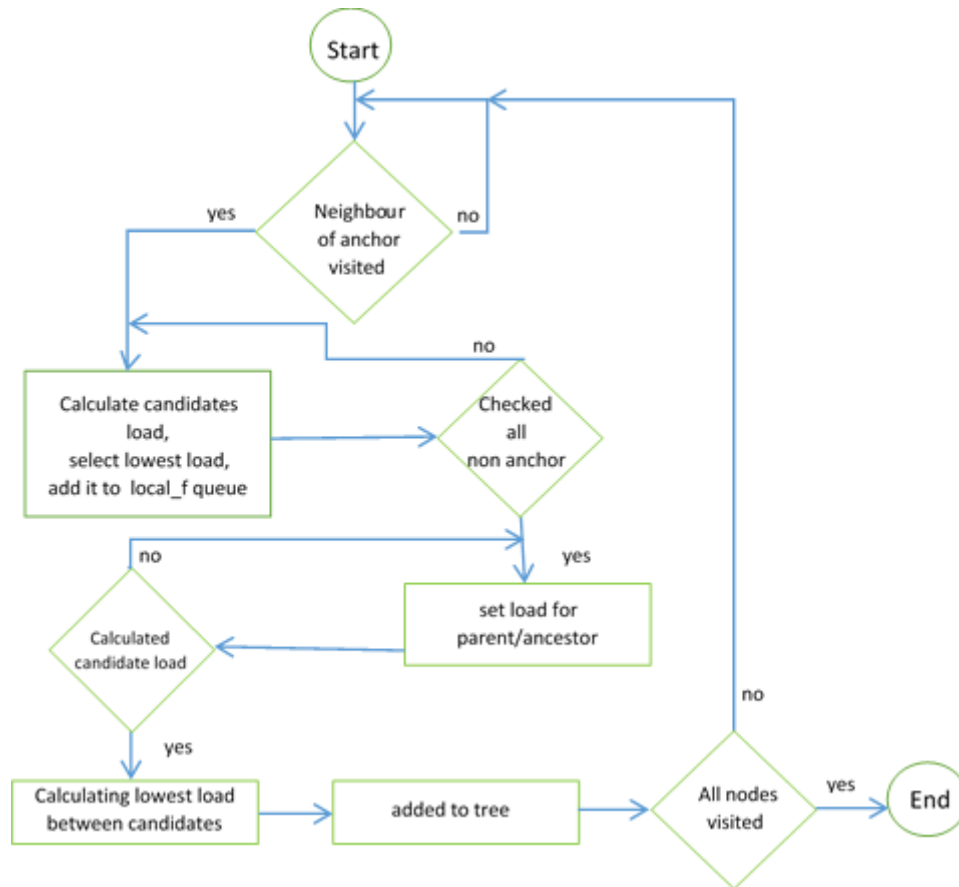 Start
yes
Neighbour
of anchor
visited
no
no
Calculate candidates
load,
select lowest load,
add it to local_f queue
Checked
all
non anchor
no
yes
set load for
parent/ancestor
Calculated
candidate load
yes
no
Calculating lowest load
between candidates
added to tree
All nodes
visited
yes
End